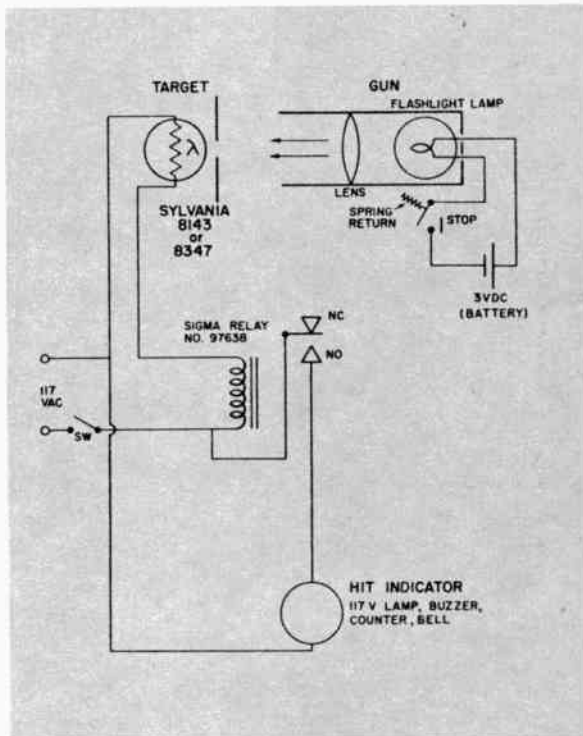 TARGET
GUN
FLASHLIGHT LAMP
λ
LENS
SYLVANIA
8143
or
8347
SPRING
RETURN
STOP
3VDC
(BATTERY)
SIGMA RELAY
NO. 97638
NC
NO
117
VAC
SW
HIT INDICATOR
117 V LAMP, BUZZER,
COUNTER, BELL